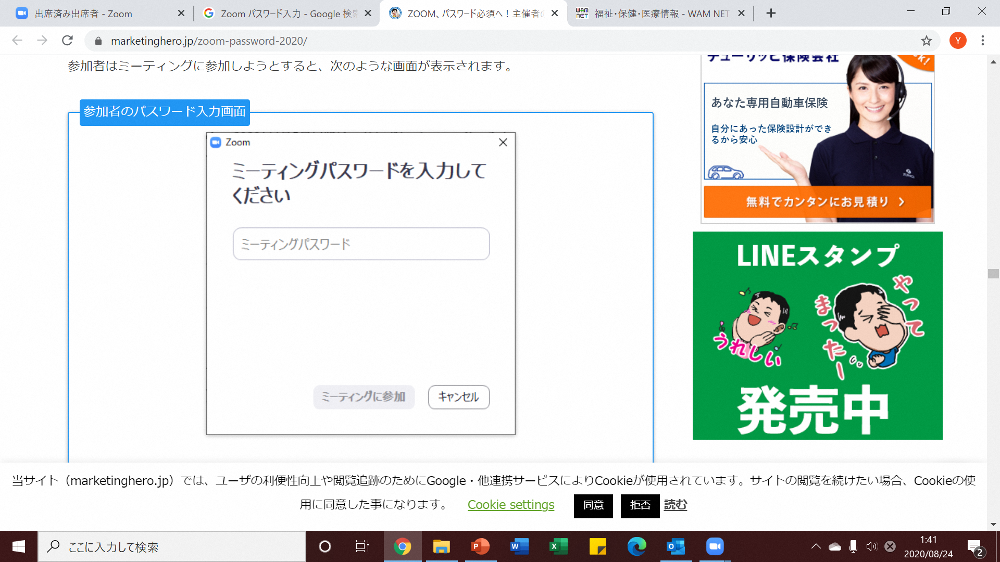 出席済み出席者 - Zoom
Zoom パスワード入力 - Google 検索
ZOOM、パスワード必須へ！主催者の
福祉・保健・医療情報 - WAM NET
marketinghero.jp/zoom-password-2020/
参加者はミーティングに参加しようとすると、次のような画面が表示されます。
参加者のパスワード入力画面
Zoom
ミーティングパスワードを入力して
ください
ミーティングパスワード
ミーティングに参加
キャンセル
チューリッヒ保険会社
あなた専用自動車保険
自分にあった保険設計ができ
るから安心
ZURICH
無料でカンタンにお見積り
LINEスタンプ
うれしい
やって
まったー
発売中
当サイト（marketinghero.jp）では、ユーザの利便性向上や閲覧追跡のためにGoogle・他連携サービスによりCookieが使用されています。サイトの閲覧を続けたい場合、Cookieの使
用に同意した事になります。 Cookie settings 同意 拒否 読む
ここに入力して検索
1:41
2020/08/24
2